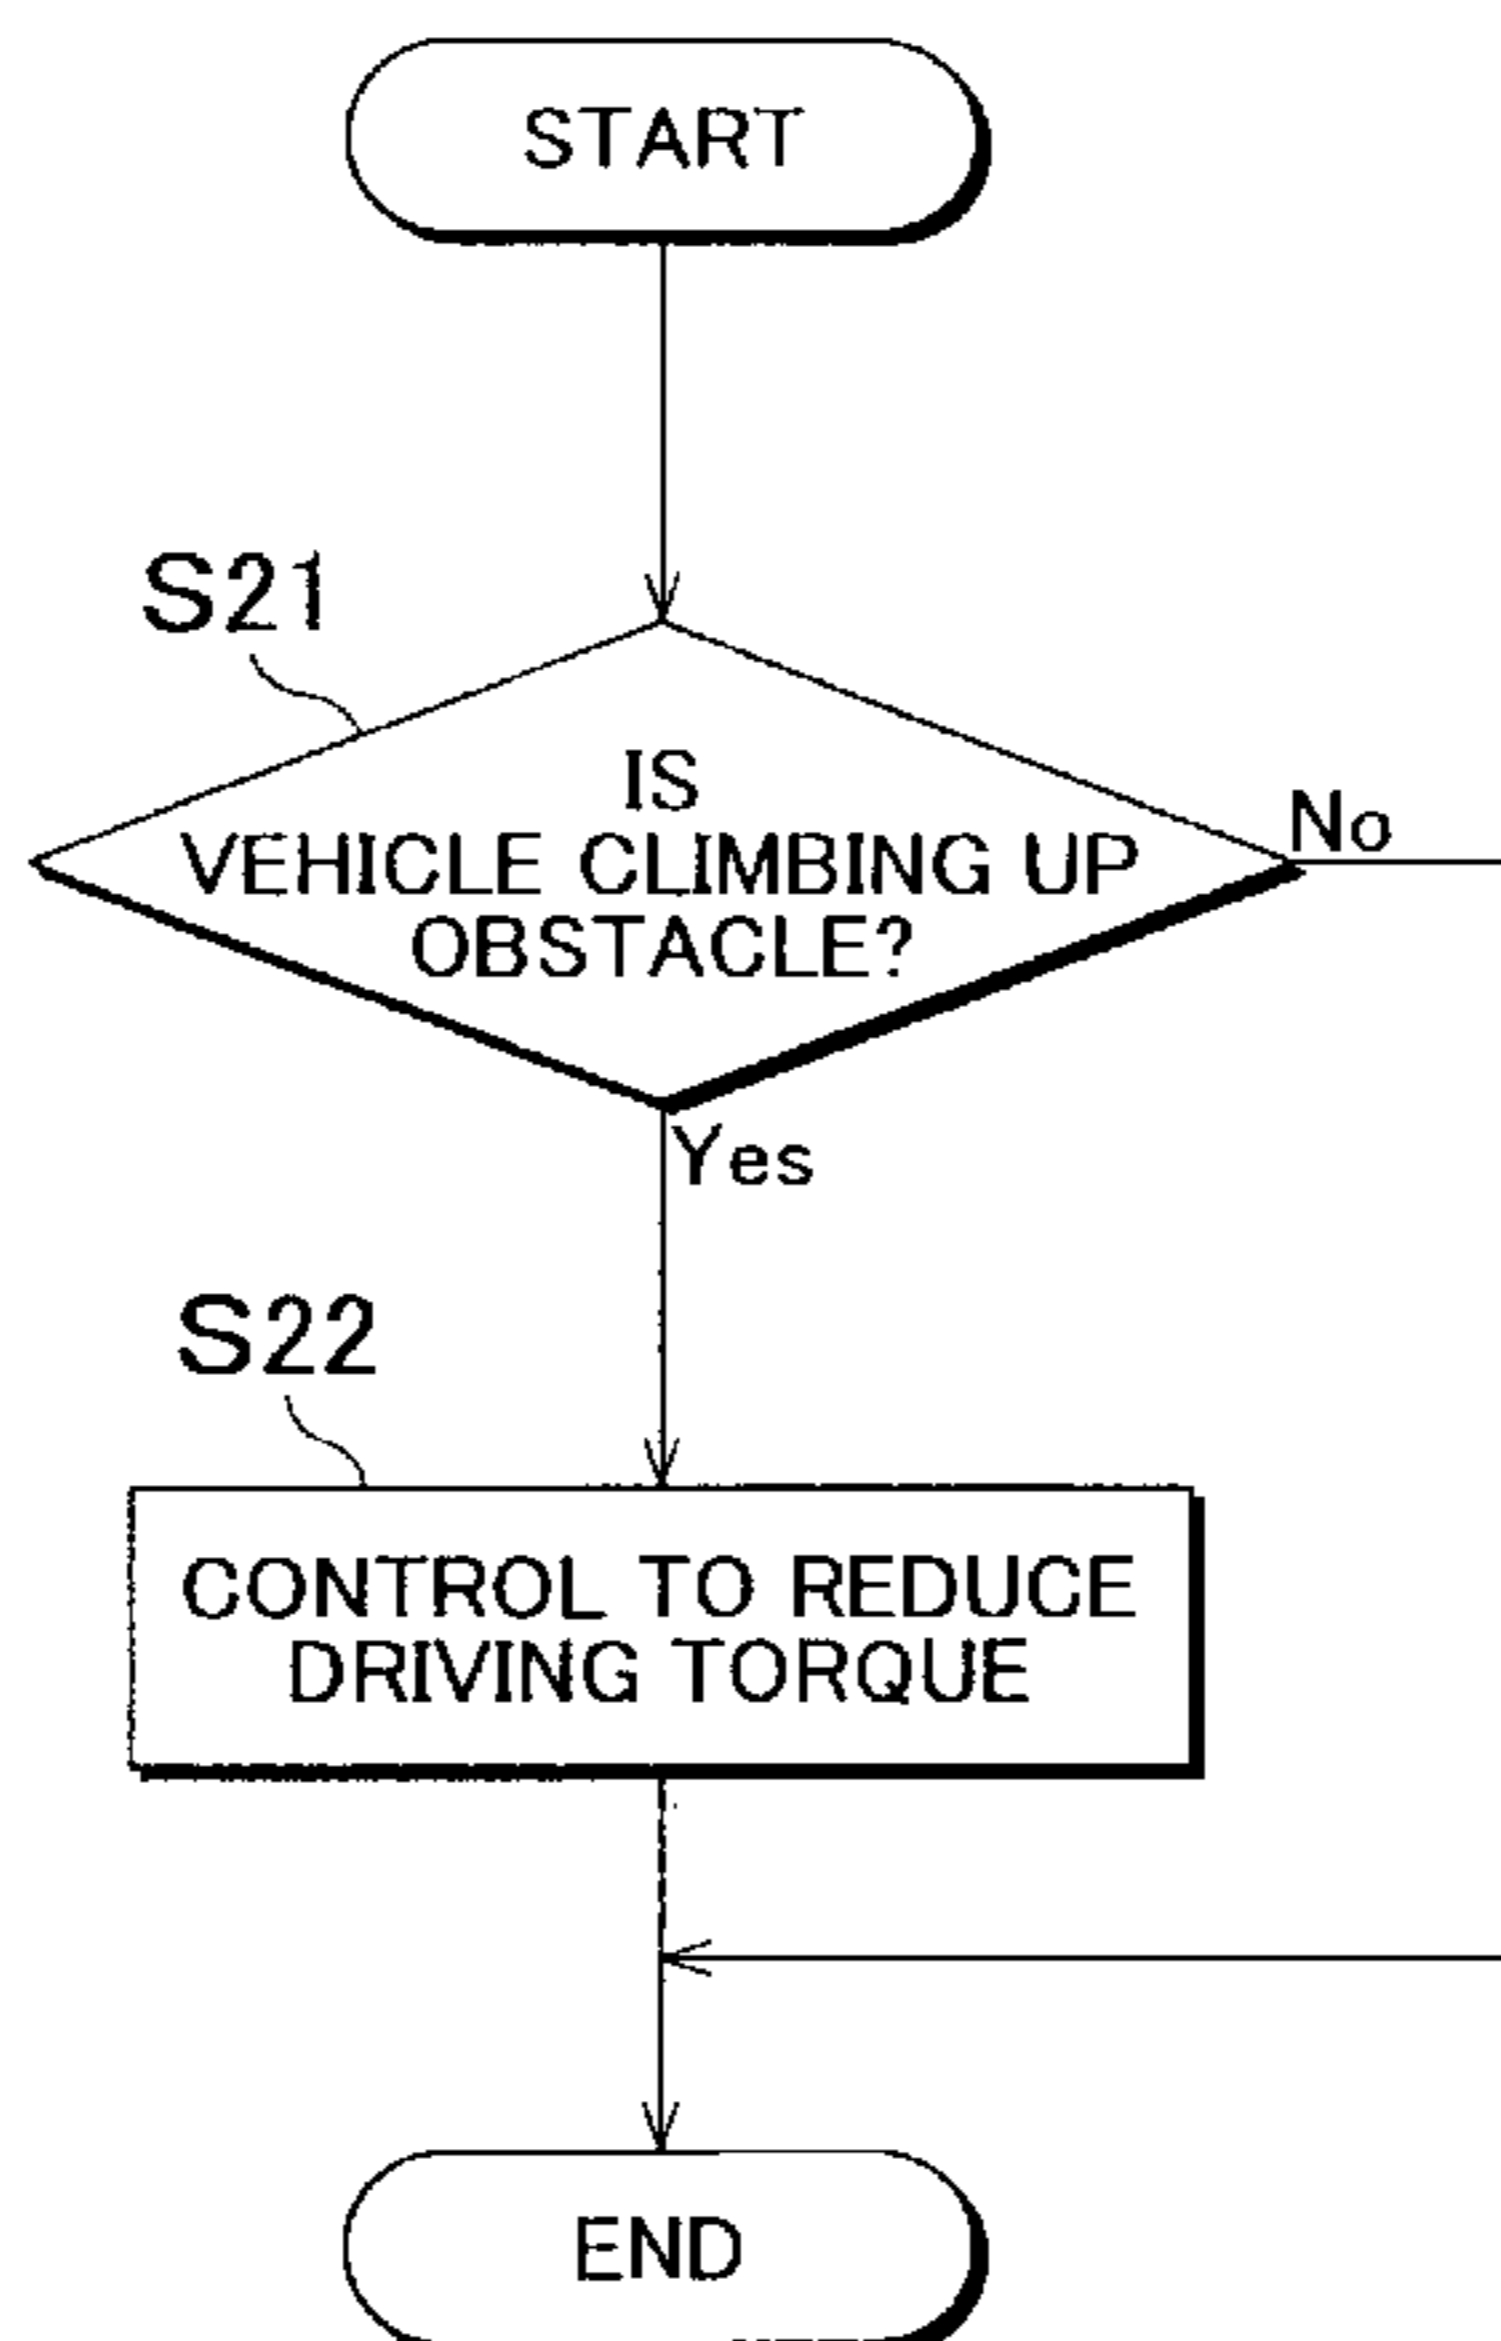 START
S21
IS
VEHICLE CLIMBING UP
OBSTACLE?
No
Yes
S22
CONTROL TO REDUCE
DRIVING TORQUE
END